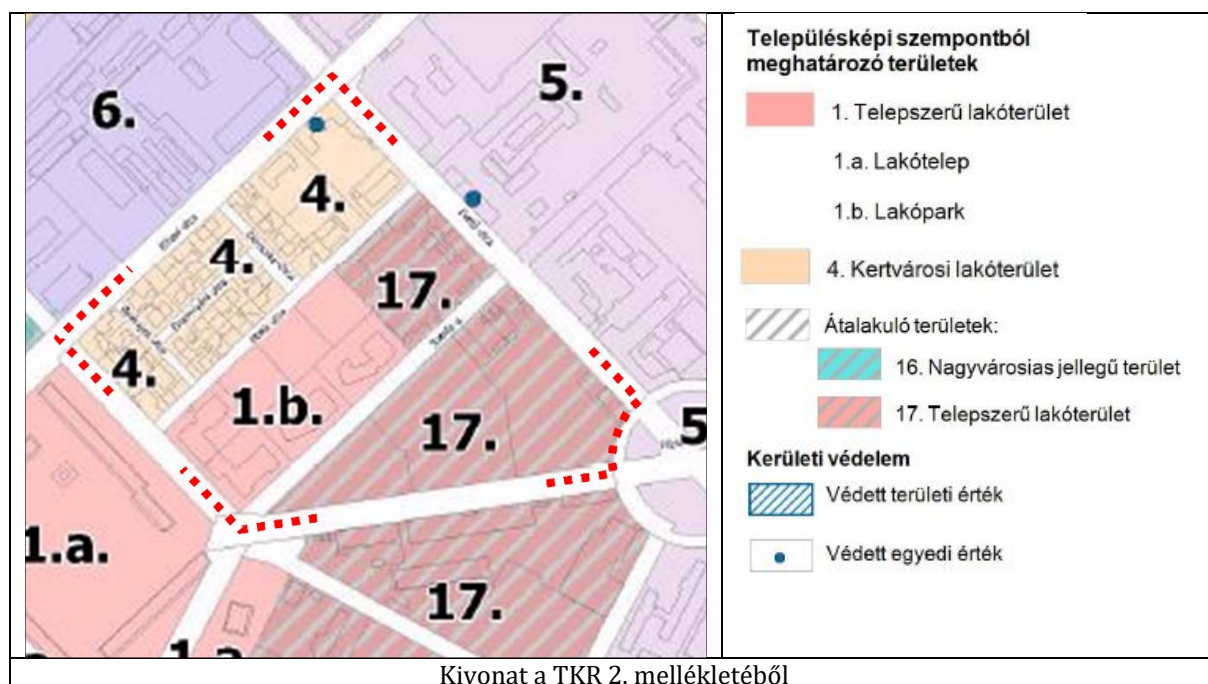 6.
5.
4.
4.
4.
17.
1.b.
17.
5
1.a.
17.
1.a
Településképi szempontból
meghatározó területek
1. Telepszerű lakóterület
1.a. Lakótelep
1.b. Lakópark
4. Kertvárosi lakóterület
Átalakuló területek:
16. Nagyvárosias jellegű terület
17. Telepszerű lakóterület
Kerületi védelem
Védett területi érték
Védett egyedi érték
Kivonat a TKR 2. mellékletéből